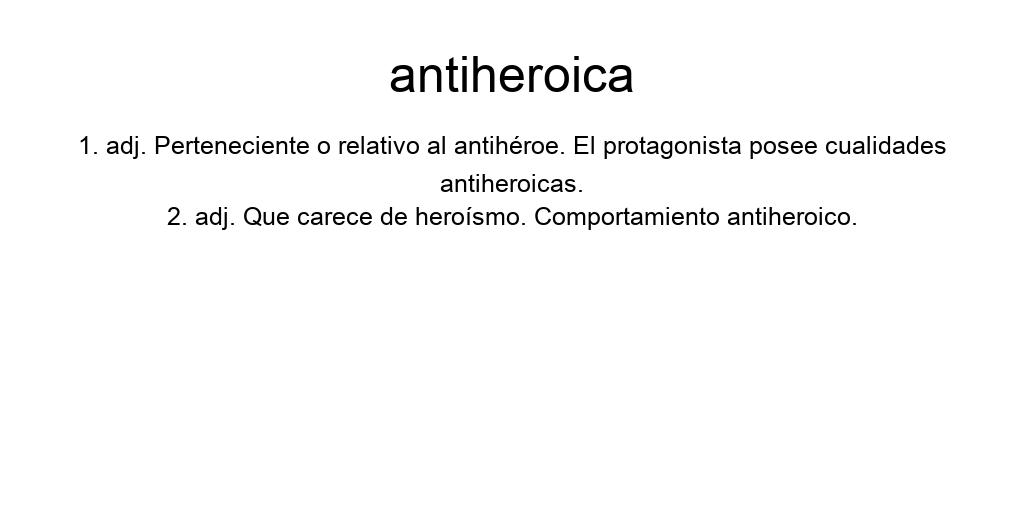 antiheroica
1. adj. Perteneciente o relativo al antihéroe. El protagonista posee cualidades
antiheroicas.
2. adj. Que carece de heroísmo. Comportamiento antiheroico.